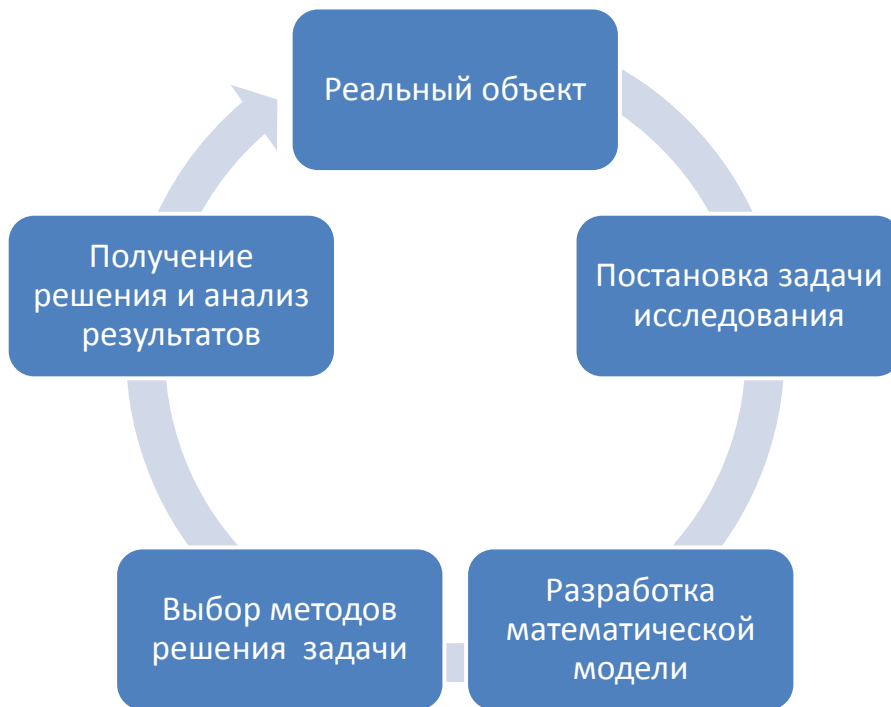 Реальный объект
Постановка задачи
исследования
Разработка
математической
модели
Выбор методов
решения задачи
Получение
решения и анализ
результатов